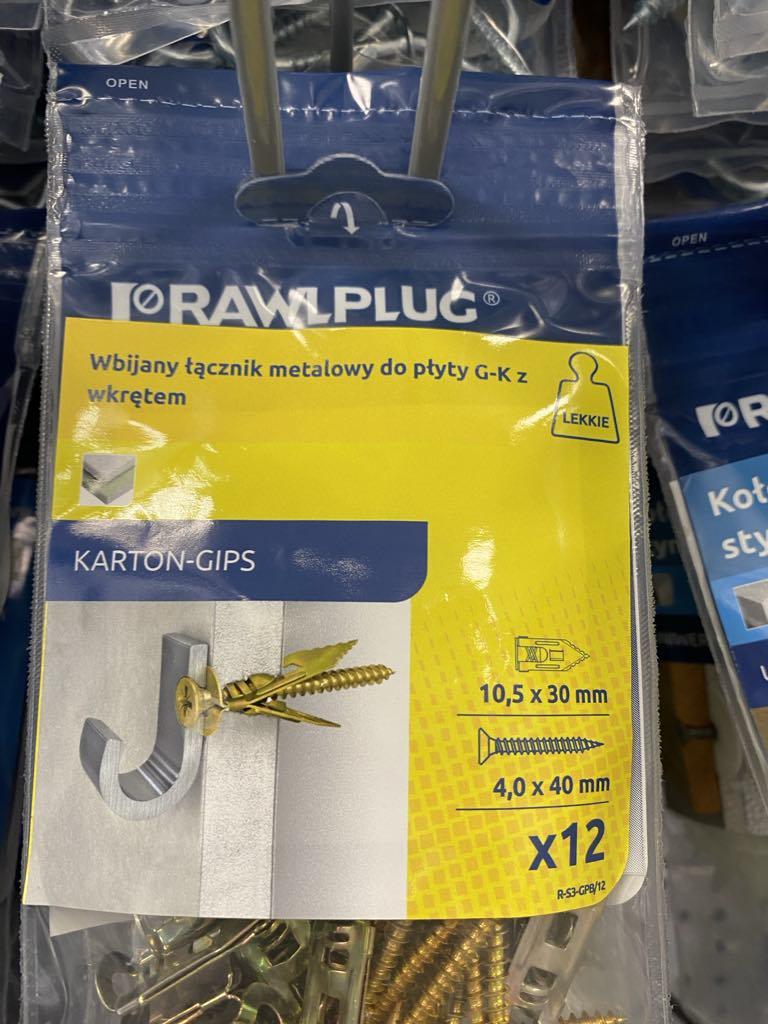 OPEN
RAWLPLUG®
Wbijany łącznik metalowy do płyty G-K z
wkrętem
LEKKIE
KARTON-GIPS
10,5 x 30 mm
4,0 x 40 mm
x12
R-S3-GPB/12
OPEN